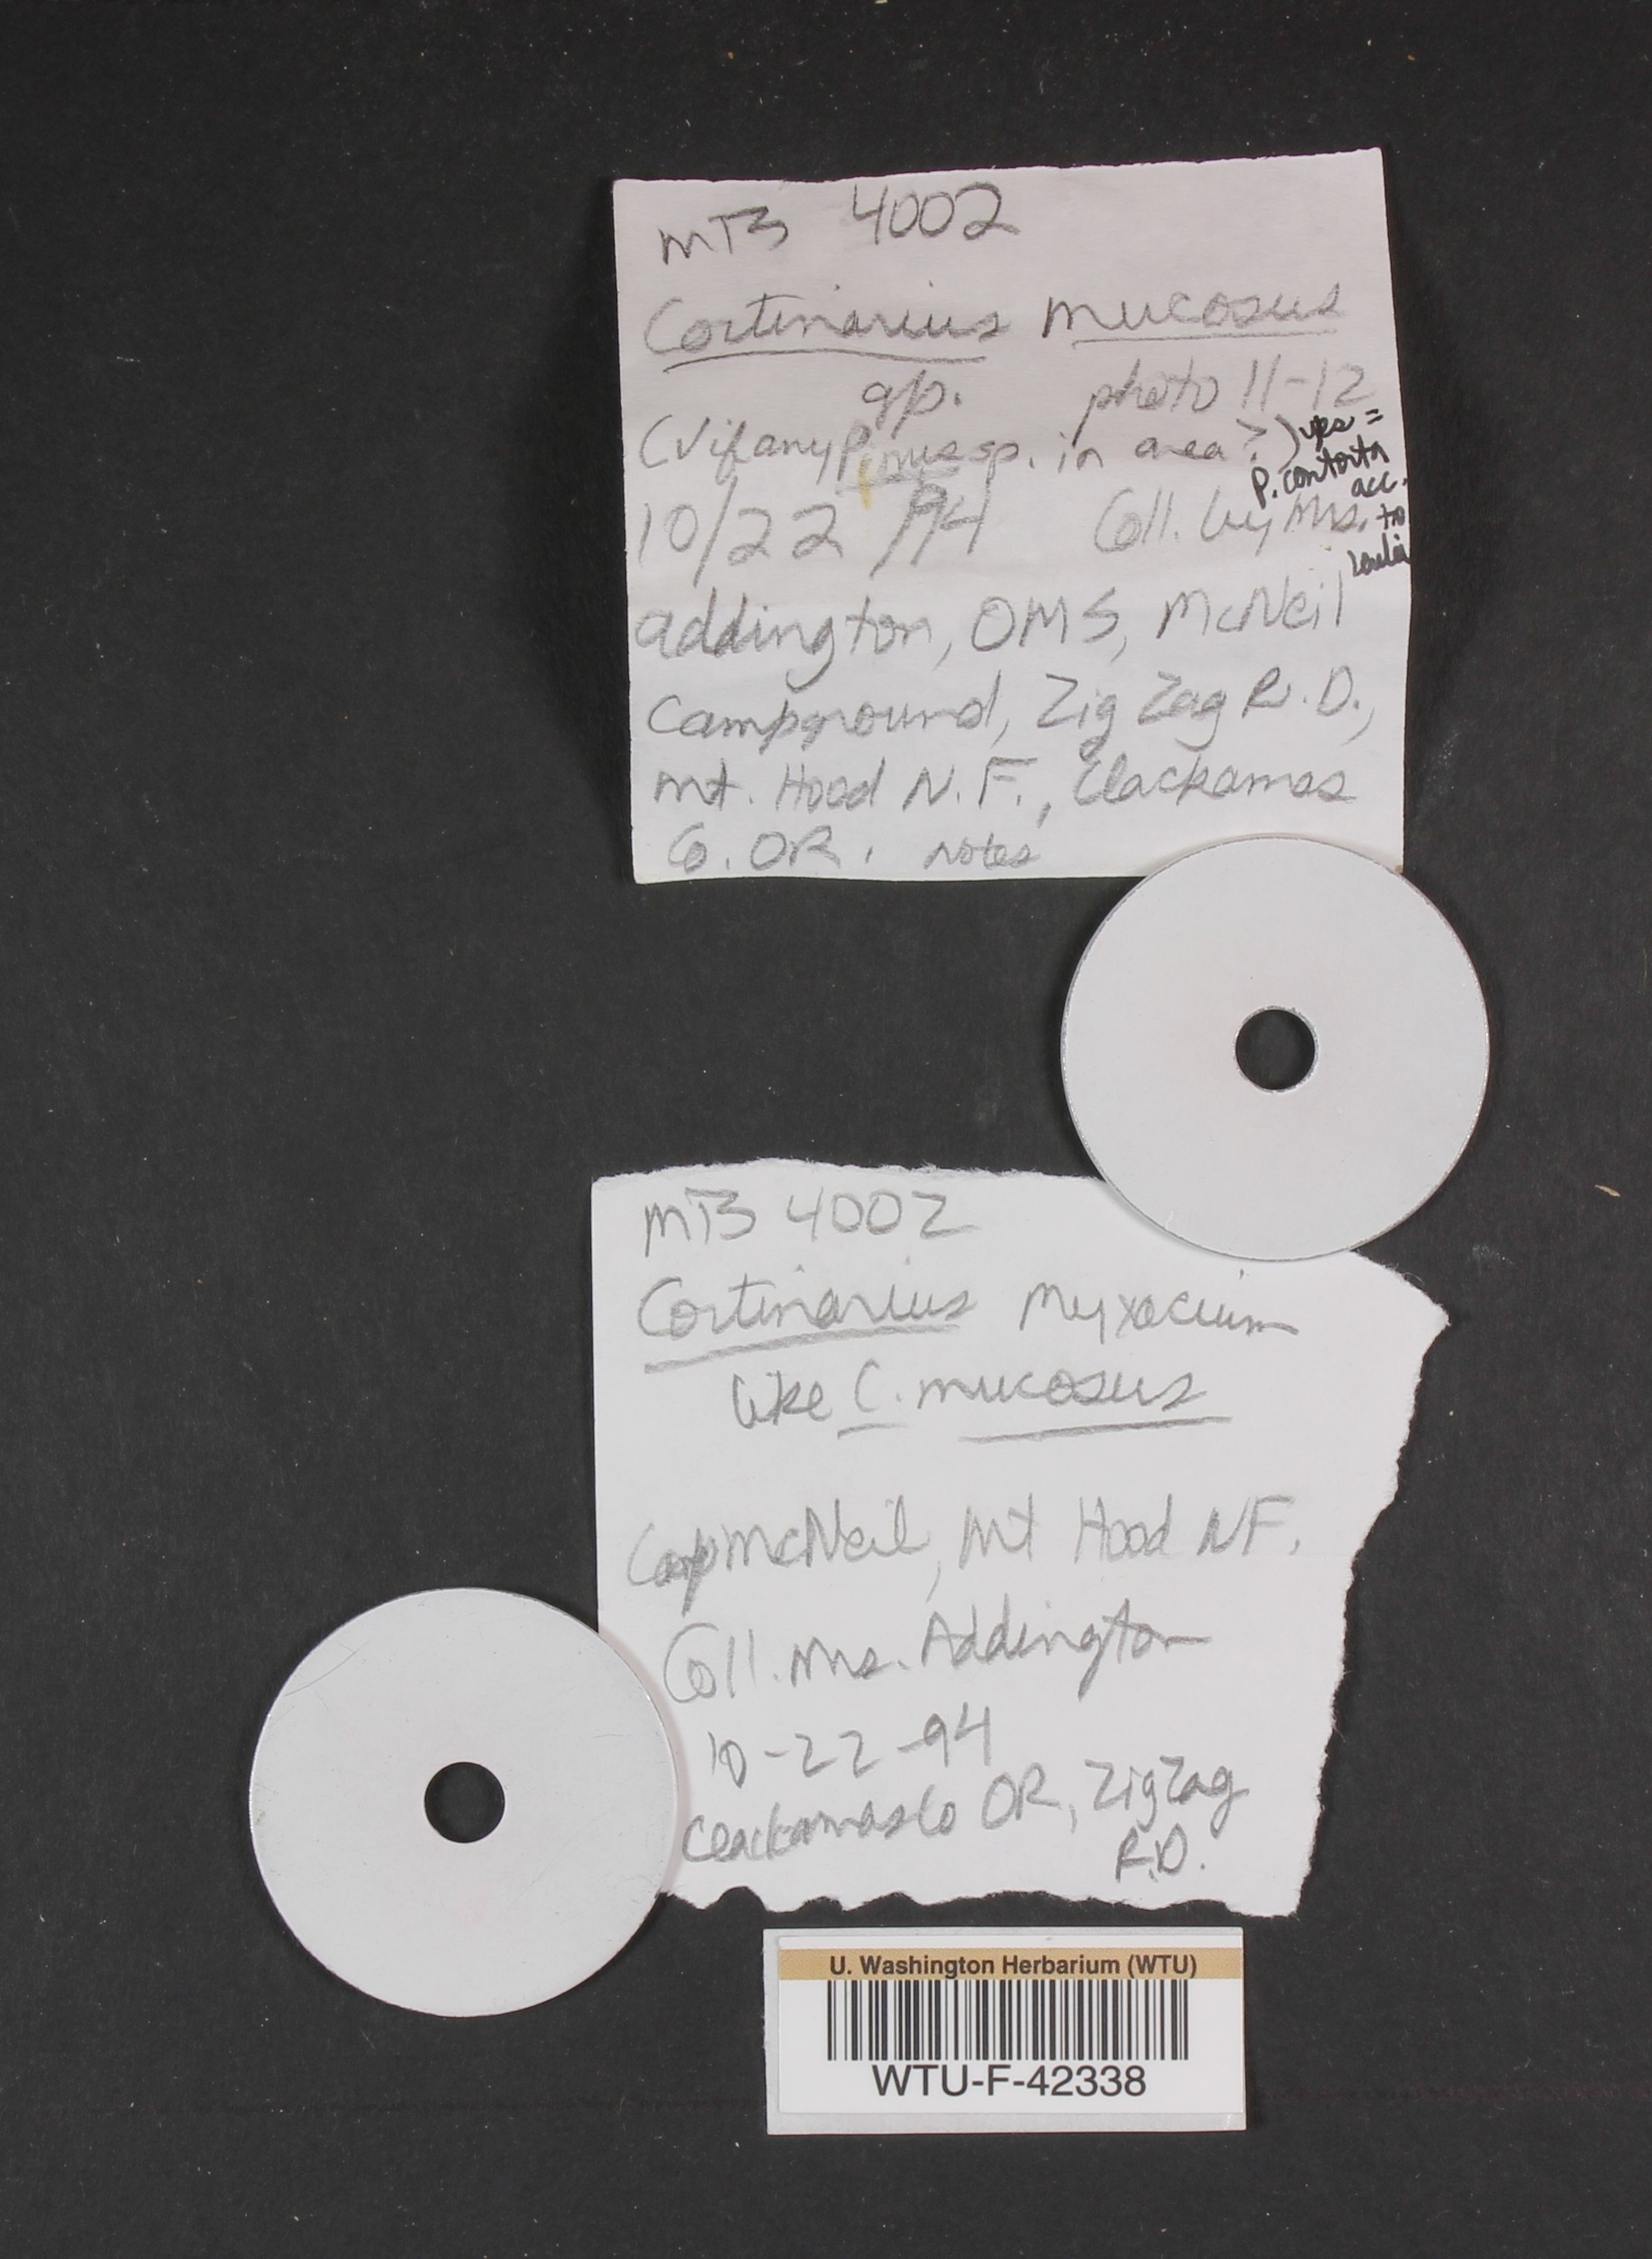 MTB 4002
Cortinarius mucosus
gp. photo 11-12
(V if any Pinus sp. in area?) yes =
P. contorta
acc.
10/22/94 Coll. by Mrs. to
Addington, OMS, McNeil
Campground, Zig Zag R.D.,
Mt. Hood N.F., Clackamas
Co. OR. Notes
MTB 4002
Cortinarius Myxacium
like C. mucosus
Camp McNeil, Mt Hood NF.
Coll. Mrs. Addington
10-22-94
Clackamas Co OR, ZigZag
R.D.
U. Washington Herbarium (WTU)
WTU-F-42338